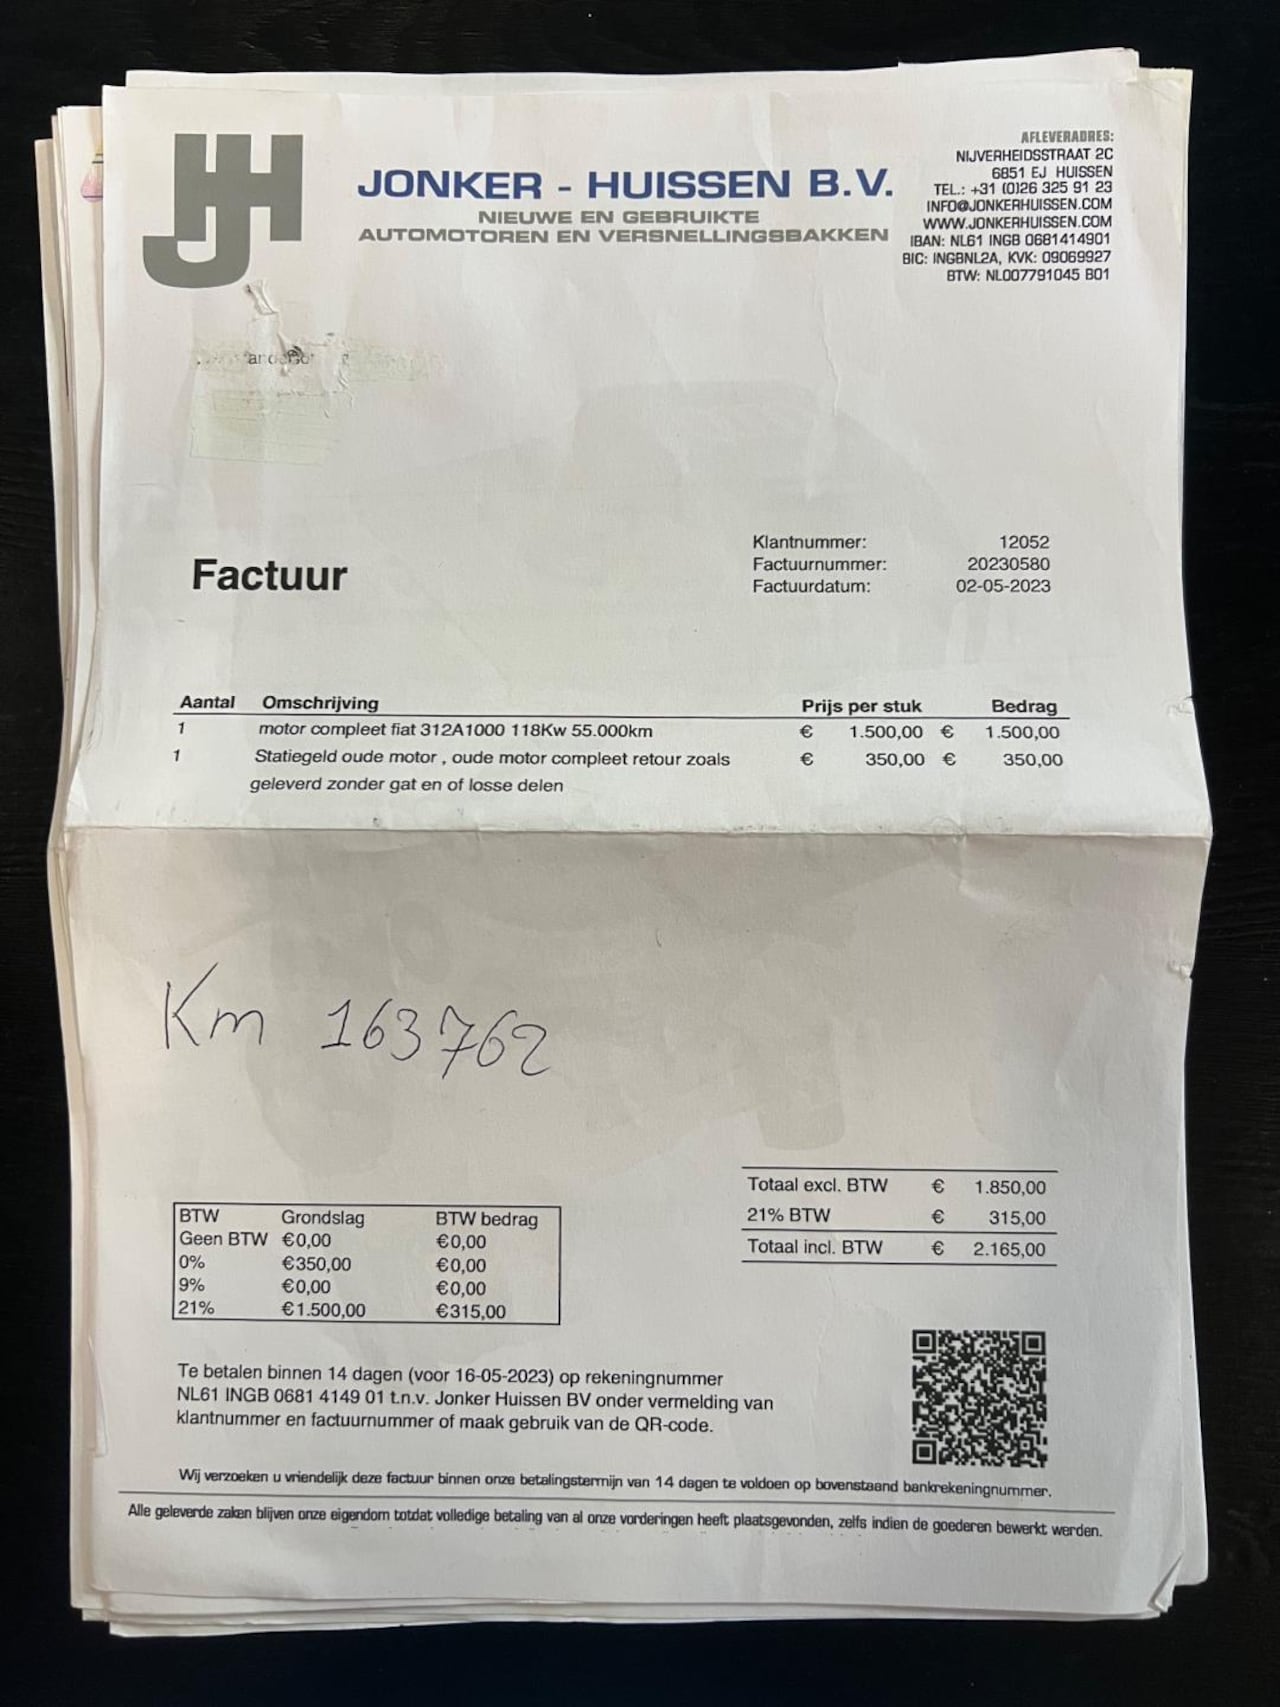 JH
JONKER - HUISSEN B.V.
NIEUWE EN GEBRUIKTE
AUTOMOTOREN EN VERSNELLINGSBAKKEN
AFLEVERADRES:
NIJVERHEIDSSTRAAT 2C
6851 EJ HUISSEN
TEL.: +31 (0)26 325 91 23
INFO@JONKERHUISSEN.COM
WWW.JONKERHUISSEN.COM
IBAN: NL61 INGB 0681414901
BIC: INGBNL2A, KVK: 09069927
BTW: NL007791045 B01
Factuur
Klantnummer: 12052
Factuurnummer: 20230580
Factuurdatum: 02-05-2023
Aantal Omschrijving Prijs per stuk Bedrag
1 motor compleet fiat 312A1000 118Kw 55.000km € 1.500,00 € 1.500,00
1 Statiegeld oude motor , oude motor compleet retour zoals € 350,00 € 350,00
geleverd zonder gat en of losse delen
Km 163762
Totaal excl. BTW € 1.850,00
21% BTW € 315,00
Totaal incl. BTW € 2.165,00
BTW Grondslag BTW bedrag
Geen BTW €0,00 €0,00
0% €350,00 €0,00
9% €0,00 €0,00
21% €1.500,00 €315,00
Te betalen binnen 14 dagen (voor 16-05-2023) op rekeningnummer
NL61 INGB 0681 4149 01 t.n.v. Jonker Huissen BV onder vermelding van
klantnummer en factuurnummer of maak gebruik van de QR-code.
Wij verzoeken u vriendelijk deze factuur binnen onze betalingstermijn van 14 dagen te voldoen op bovenstaand bankrekeningnummer.
Alle geleverde zaken blijven onze eigendom totdat volledige betaling van al onze vorderingen heeft plaatsgevonden, zelfs indien de goederen bewerkt werden.